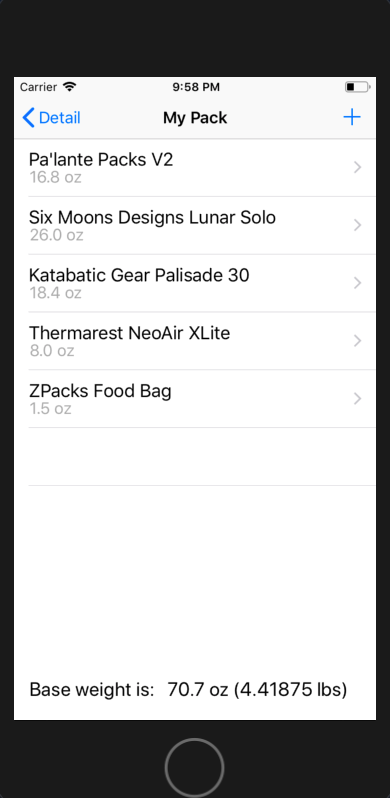 Carrier 9:58 PM
Detail My Pack +
Pa'lante Packs V2
16.8 oz
Six Moons Designs Lunar Solo
26.0 oz
Katabatic Gear Palisade 30
18.4 oz
Thermarest NeoAir XLite
8.0 oz
ZPacks Food Bag
1.5 oz
Base weight is: 70.7 oz (4.41875 lbs)